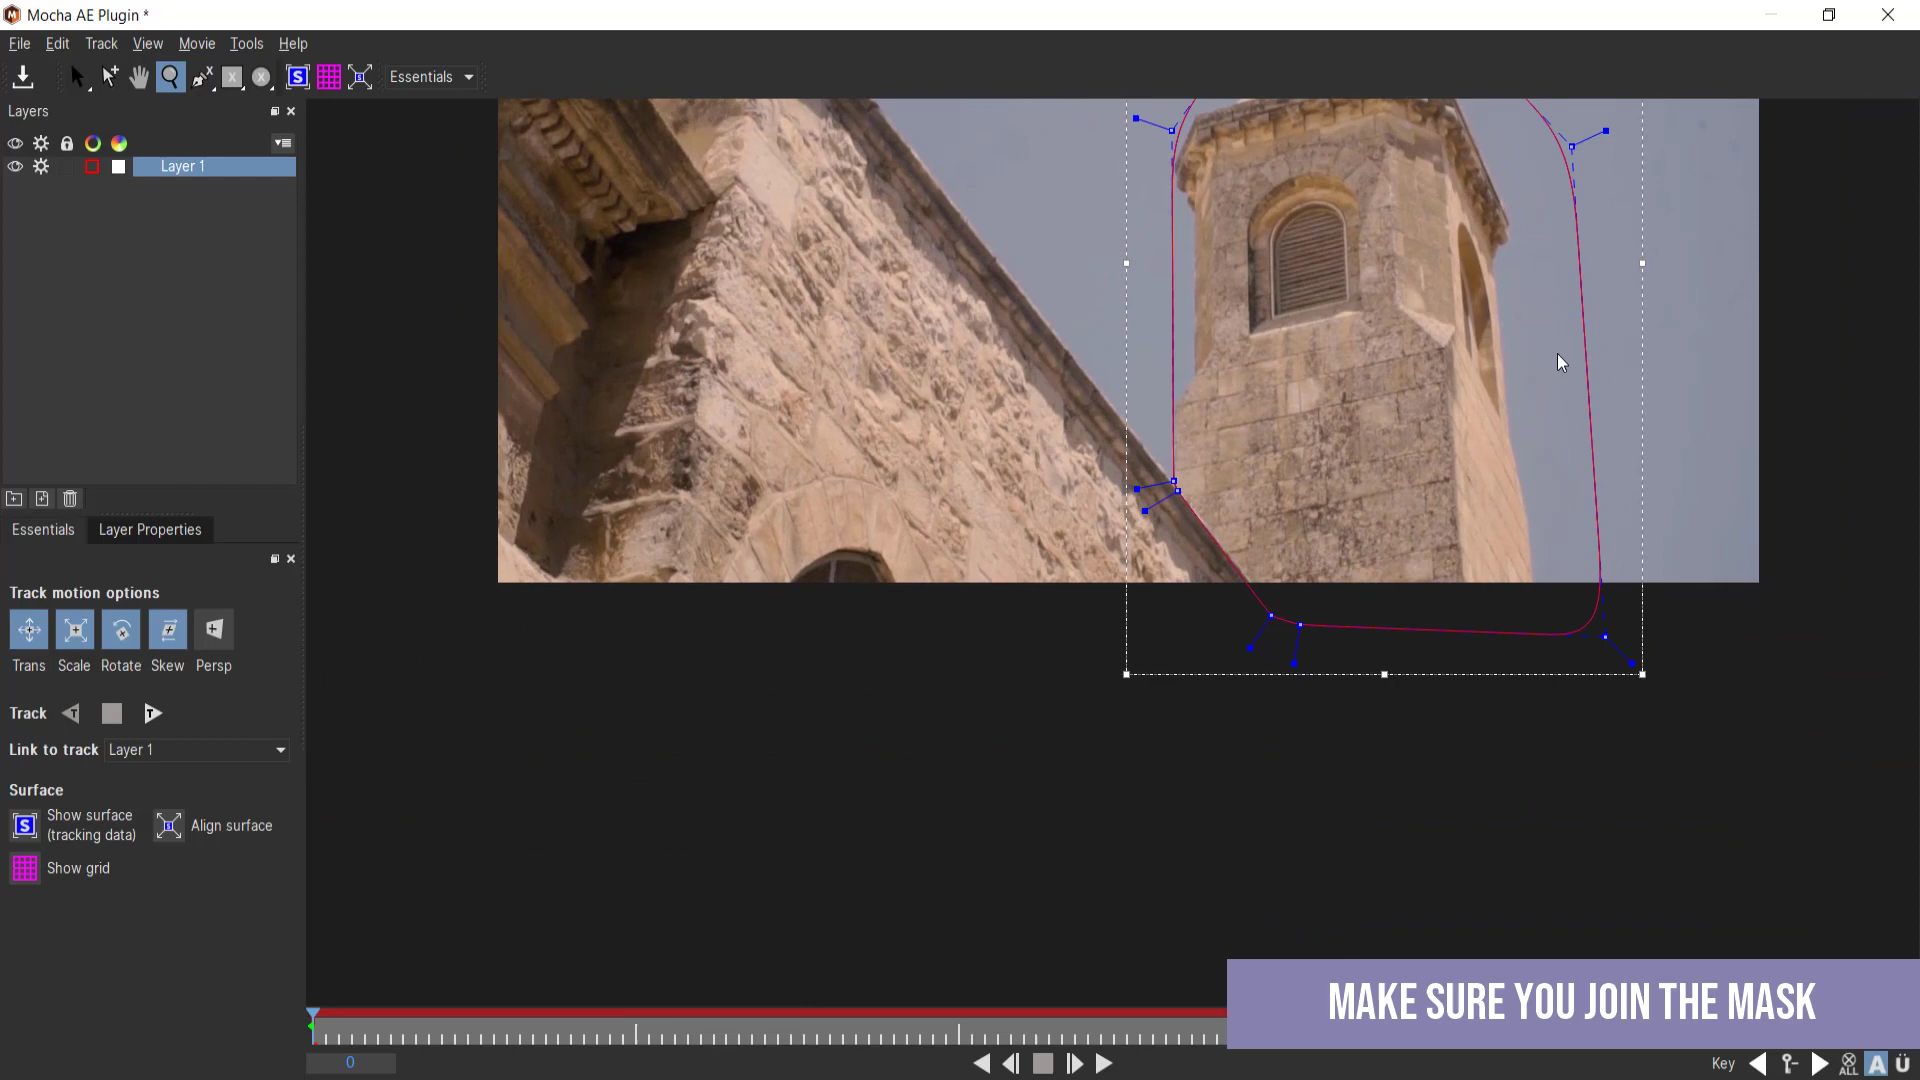 Mocha AE Plugin *
File Edit Track View Movie Tools Help
S S Essentials
Layers
Layer 1
Essentials Layer Properties
Track motion options
Trans Scale Rotate Skew Persp
Track T T
Link to track Layer 1
Surface
S Show surface
(tracking data)
Align surface
Show grid
MAKE SURE YOU JOIN THE MASK
0
Key ALL A Ü